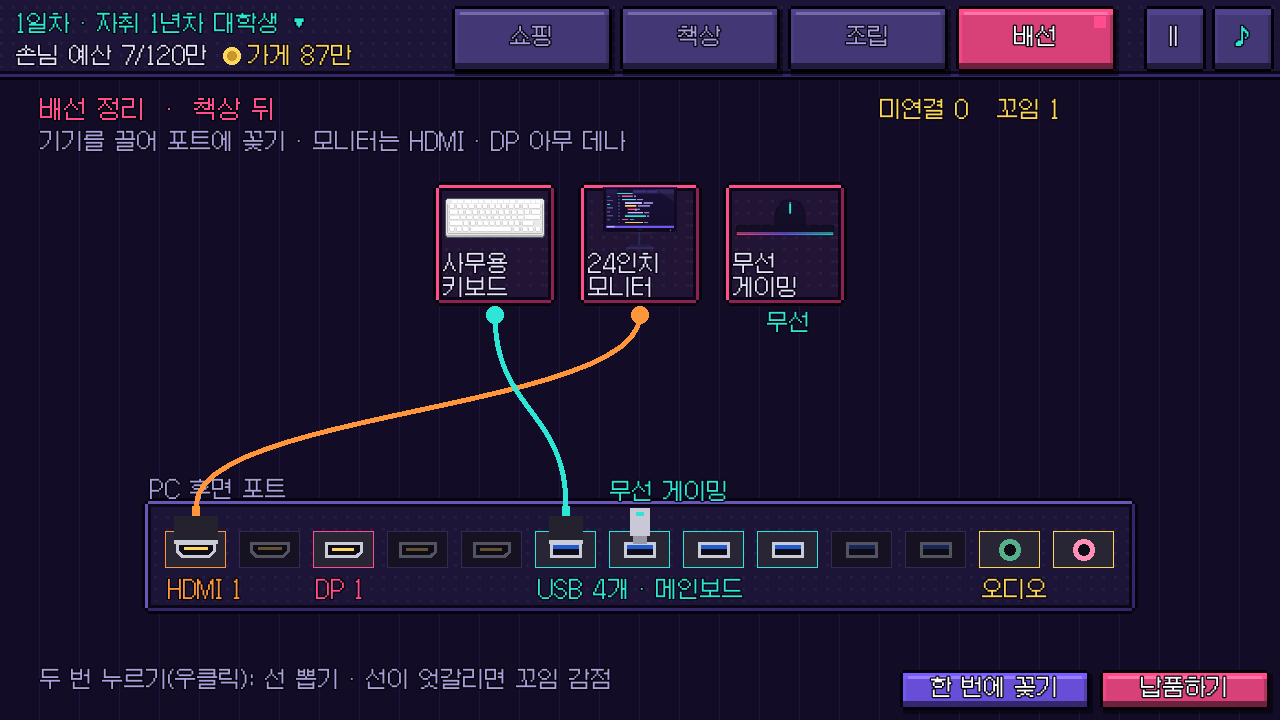 1일차 · 자취 1년차 대학생 ▼
손님 예산 7/120만 가게 87만
쇼핑
책상
조립
배선
배선 정리 · 책상 뒤
미연결 0 꼬임 1
기기를 끌어 포트에 꽂기 · 모니터는 HDMI · DP 아무 데나
사무용 키보드
24인치 모니터
무선 게이밍
무선
PC 후면 포트
무선 게이밍
HDMI 1
DP 1
USB 4개 · 메인보드
오디오
두 번 누르기(우클릭): 선 뽑기 · 선이 엇갈리면 꼬임 감점
한 번에 꽂기
납품하기